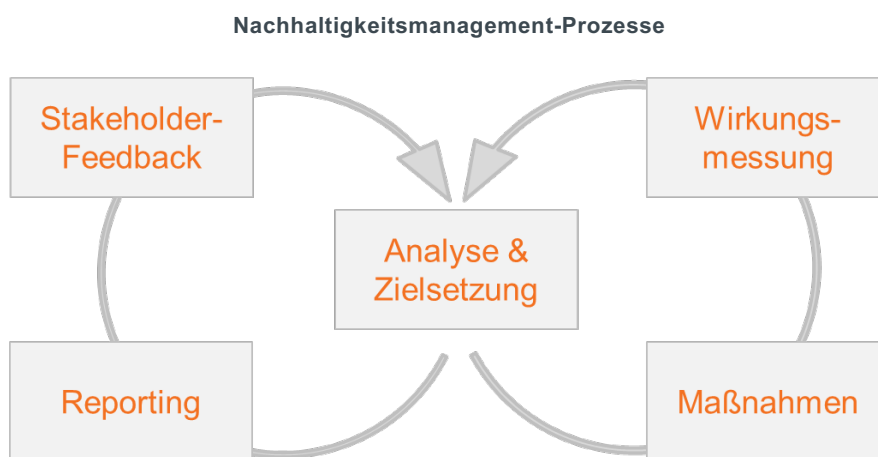 Nachhaltigkeitsmanagement-Prozesse
Stakeholder-
Feedback
Wirkungs-
messung
Analyse &
Zielsetzung
Reporting
Maßnahmen